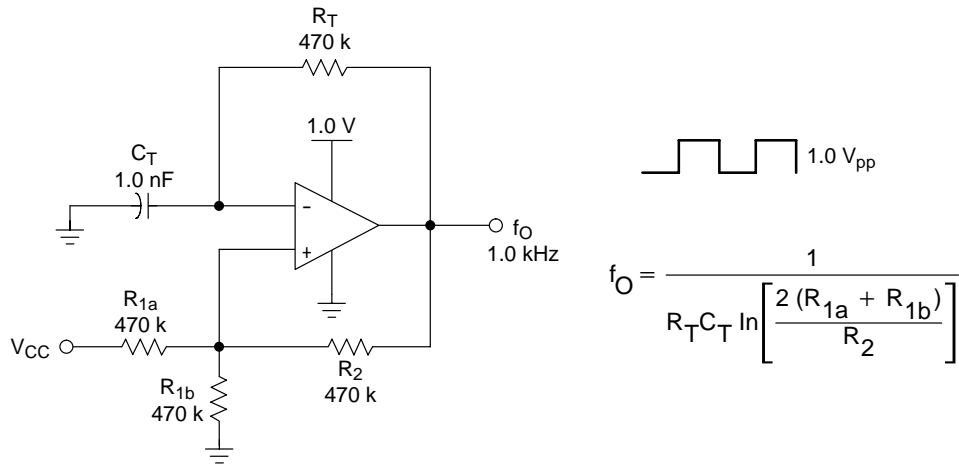 R_T
470 k
1.0 V
C_T
1.0 nF
-
+
f_O
1.0 kHz
R_1a
470 k
V_CC
R_2
470 k
R_1b
470 k
1.0 V_pp
f_O = 1 / R_T C_T ln[2 (R_1a + R_1b) / R_2]